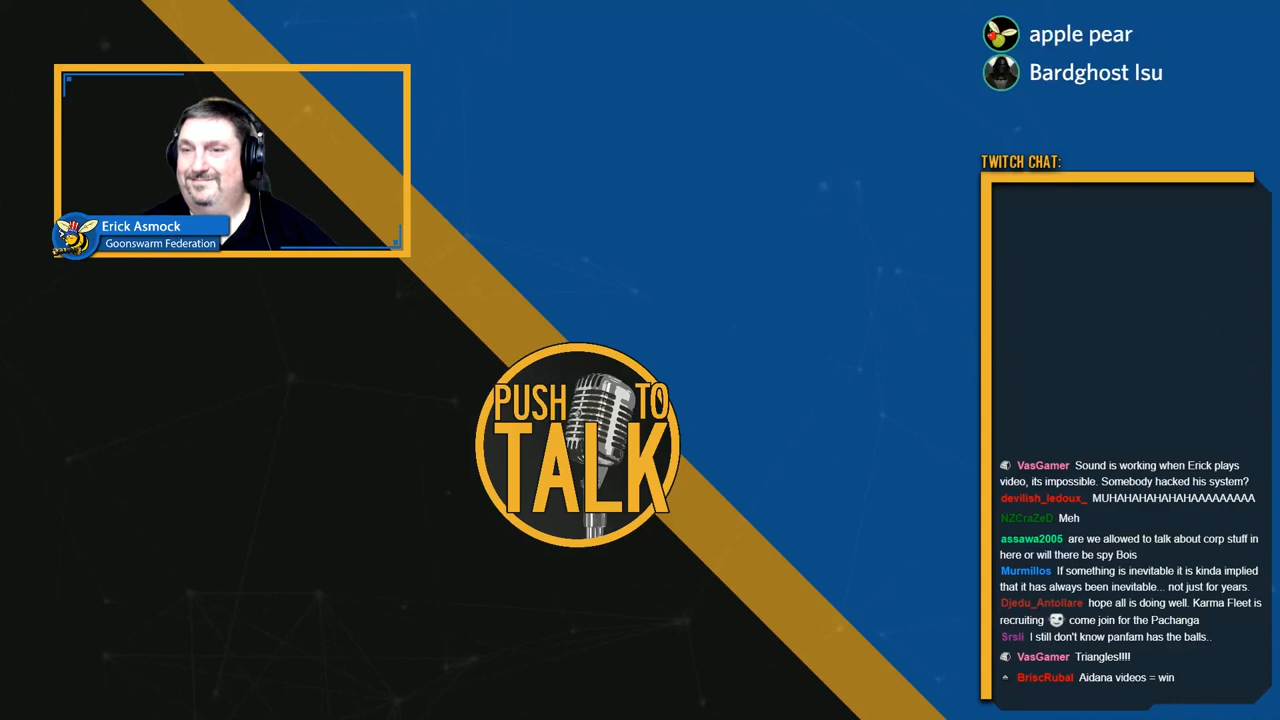 apple pear
Bardghost Isu
TWITCH CHAT:
Erick Asmock
Goonswarm Federation
PUSH TO
TALK
VasGamer Sound is working when Erick plays
video, its impossible. Somebody hacked his system?
devilish_ledoux_ MUHAHAHAHAHAHAAAAAAAAA
NZCraZeD Meh
assawa2005 are we allowed to talk about corp stuff in
here or will there be spy Bois
Murmillos If something is inevitable it is kinda implied
that it has always been inevitable... not just for years.
Djedu_Antollare hope all is doing well. Karma Fleet is
recruiting come join for the Pachanga
Srsli I still don't know panfam has the balls..
VasGamer Triangles!!!!
BriscRubal Aidana videos = win